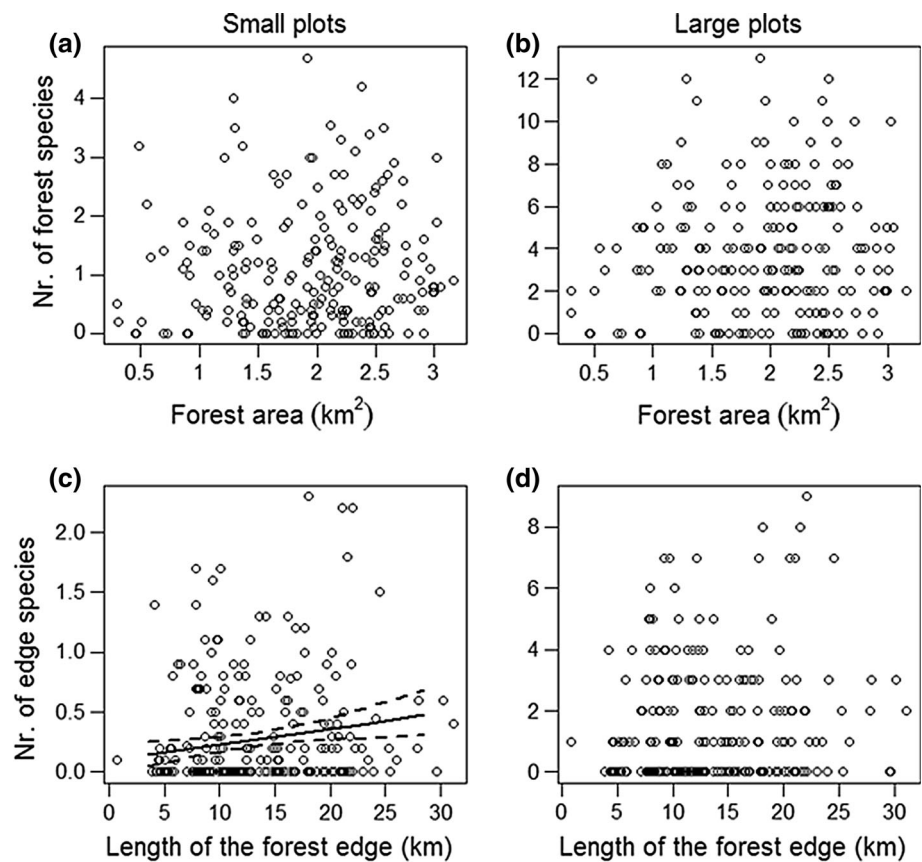 Small plots
Large plots
(a)
(b)
Nr. of forest species
4
3
2
1
0
12
10
8
6
4
2
0
0.5 1 1.5 2 2.5 3
0.5 1 1.5 2 2.5 3
Forest area (km²)
Forest area (km²)
(c)
(d)
Nr. of edge species
2.0
1.5
1.0
0.5
0.0
8
6
4
2
0
0 5 10 15 20 25 30
0 5 10 15 20 25 30
Length of the forest edge (km)
Length of the forest edge (km)